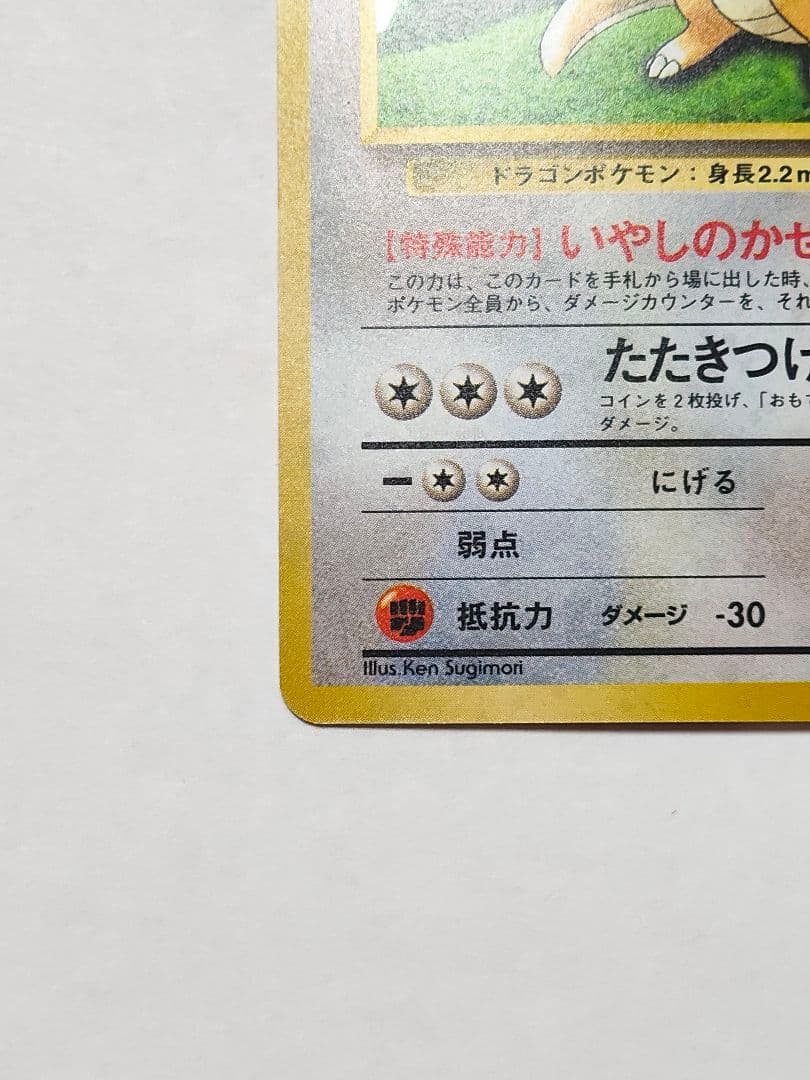 ドラゴンポケモン：身長2.2m
【特殊能力】いやしのかせ
この力は、このカードを手札から場に出した時、
ポケモン全員から、ダメージカウンターを、それ
たたきつけ
コインを2枚投げ、「おもて
ダメージ。
ー にげる
弱点
抵抗力 ダメージ -30
Illus. Ken Sugimori